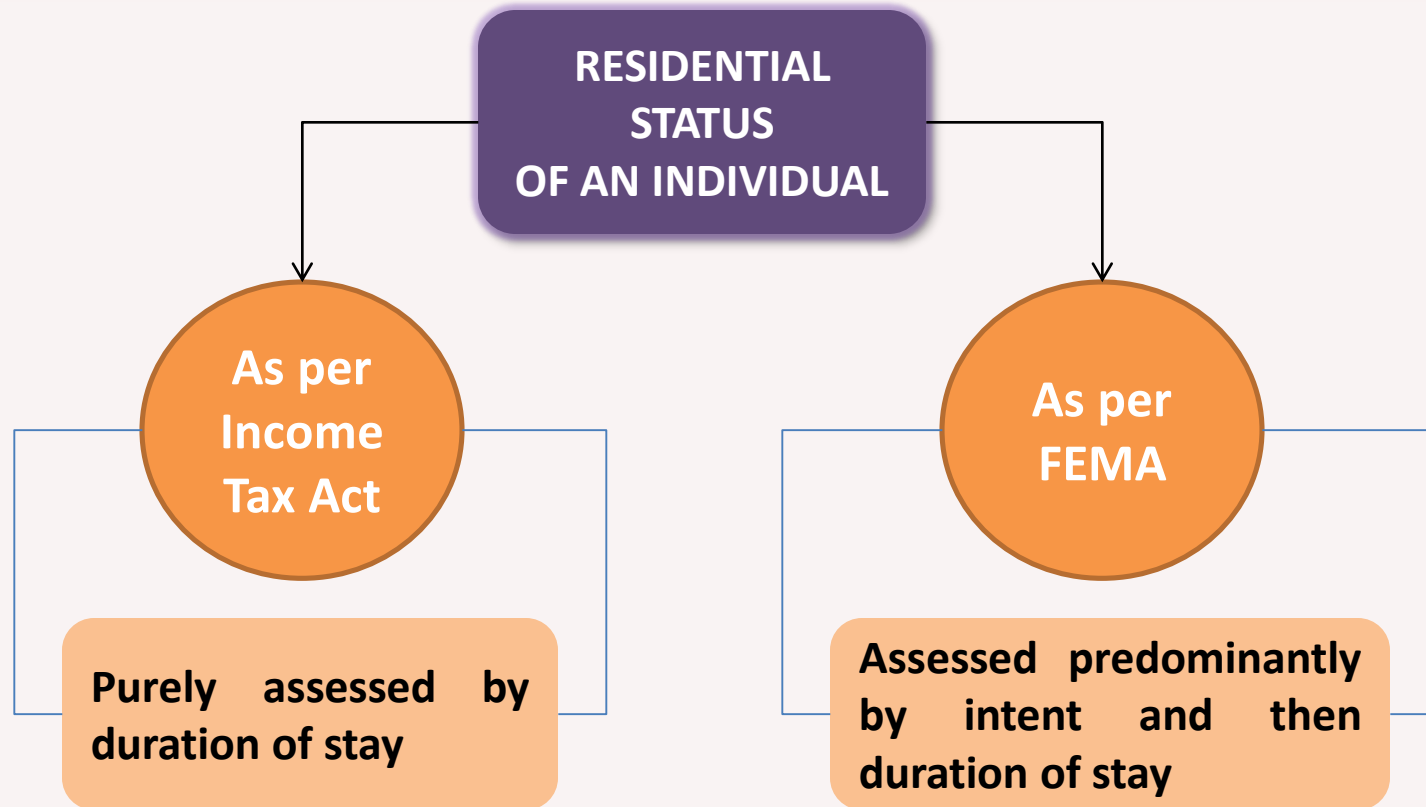 RESIDENTIAL
STATUS
OF AN INDIVIDUAL
As per
Income
Tax Act
As per
FEMA
Purely assessed by
duration of stay
Assessed predominantly
by intent and then
duration of stay